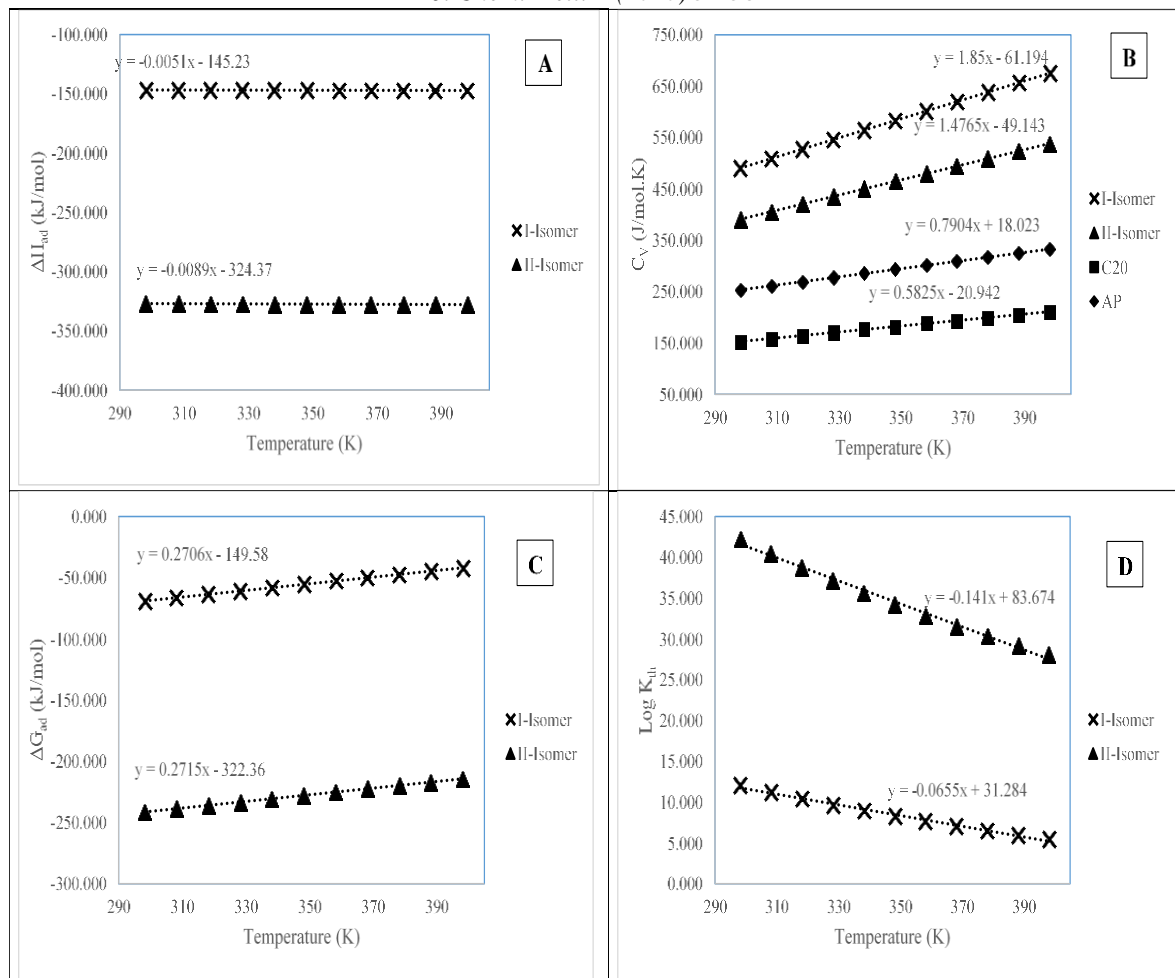 -100.000
-150.000
-200.000
-250.000
-300.000
-350.000
-400.000
y = -0.0051x - 145.23
A
y = -0.0089x - 324.37
ΔHad (kJ/mol)
I-Isomer
II-Isomer
290 310 330 350 370 390
Temperature (K)
750.000
650.000
550.000
450.000
350.000
250.000
150.000
50.000
y = 1.85x - 61.194
B
y = 1.4765x - 49.143
y = 0.7904x + 18.023
y = 0.5825x - 20.942
CV (J/mol.K)
I-Isomer
II-Isomer
C20
AP
290 310 330 350 370 390
Temperature (K)
0.000
-50.000
-100.000
-150.000
-200.000
-250.000
-300.000
y = 0.2706x - 149.58
C
y = 0.2715x - 322.36
ΔGad (kJ/mol)
I-Isomer
II-Isomer
290 310 330 350 370 390
Temperature (K)
45.000
40.000
35.000
30.000
25.000
20.000
15.000
10.000
5.000
0.000
D
y = -0.141x + 83.674
y = -0.0655x + 31.284
Log Kth
I-Isomer
II-Isomer
290 310 330 350 370 390
Temperature (K)